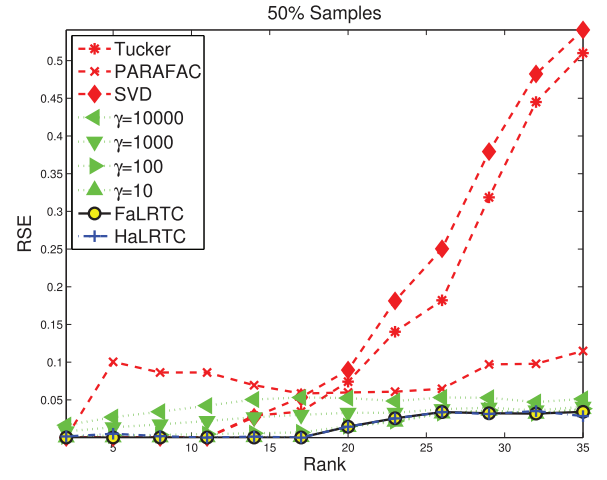 50% Samples
Tucker
PARAFAC
SVD
γ=10000
γ=1000
γ=100
γ=10
FaLRTC
HaLRTC
0.5
0.45
0.4
0.35
0.3
0.25
0.2
0.15
0.1
0.05
RSE
5 10 15 20 25 30 35
Rank